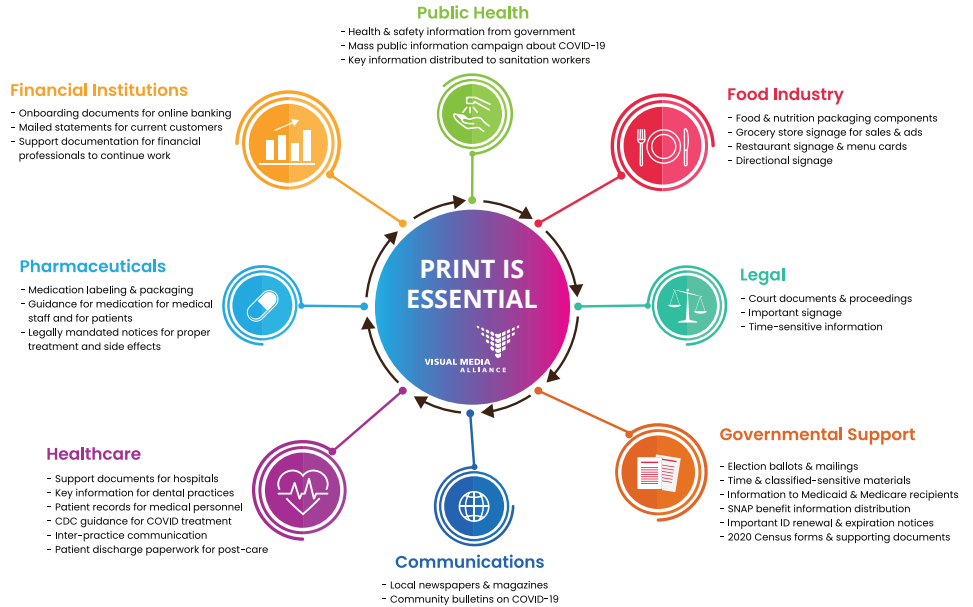 Public Health
- Health & safety information from government
- Mass public information campaign about COVID-19
- Key information distributed to sanitation workers
Financial Institutions
- Onboarding documents for online banking
- Mailed statements for current customers
- Support documentation for financial
professionals to continue work
Food Industry
- Food & nutrition packaging components
- Grocery store signage for sales & ads
- Restaurant signage & menu cards
- Directional signage
Pharmaceuticals
- Medication labeling & packaging
- Guidance for medication for medical
staff and for patients
- Legally mandated notices for proper
treatment and side effects
PRINT IS
ESSENTIAL
VISUAL MEDIA
ALLIANCE
Legal
- Court documents & proceedings
- Important signage
- Time-sensitive information
Healthcare
- Support documents for hospitals
- Key information for dental practices
- Patient records for medical personnel
- CDC guidance for COVID treatment
- Inter-practice communication
- Patient discharge paperwork for post-care
Governmental Support
- Election ballots & mailings
- Time & classified-sensitive materials
- Information to Medicaid & Medicare recipients
- SNAP benefit information distribution
- Important ID renewal & expiration notices
- 2020 Census forms & supporting documents
Communications
- Local newspapers & magazines
- Community bulletins on COVID-19